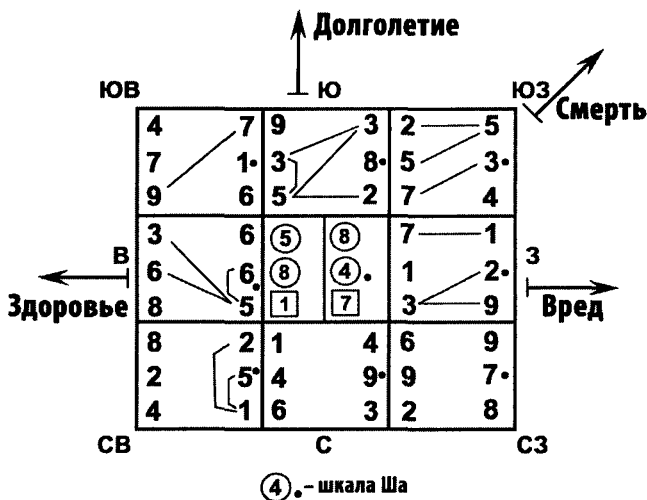 Долголетие
ЮВ Ю ЮЗ
Смерть
4 7 9 3 2 5
7 1• 3 8• 5 3•
9 6 5 2 7 4
3 6 5 8 7 1
В З
6 6• 8 4• 1 2•
Здоровье 8 5 1 7 3 9 Вред
8 2 1 4 6 9
2 5• 4 9• 9 7•
4 1 6 3 2 8
СВ С СЗ
4 •– шкала Ша